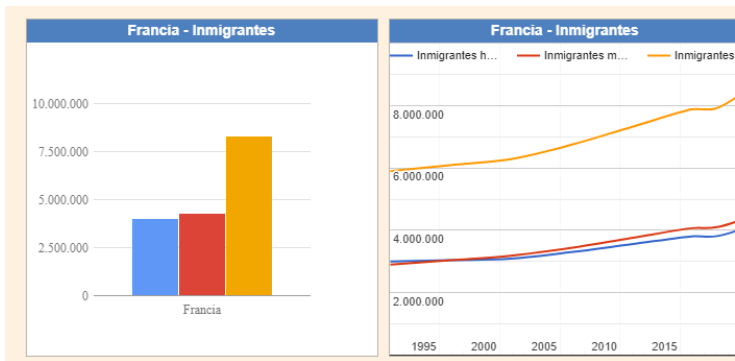 Francia - Inmigrantes
10.000.000
7.500.000
5.000.000
2.500.000
0
Francia
Francia - Inmigrantes
Inmigrantes h...
Inmigrantes m...
Inmigrantes
8.000.000
6.000.000
4.000.000
2.000.000
1995 2000 2005 2010 2015